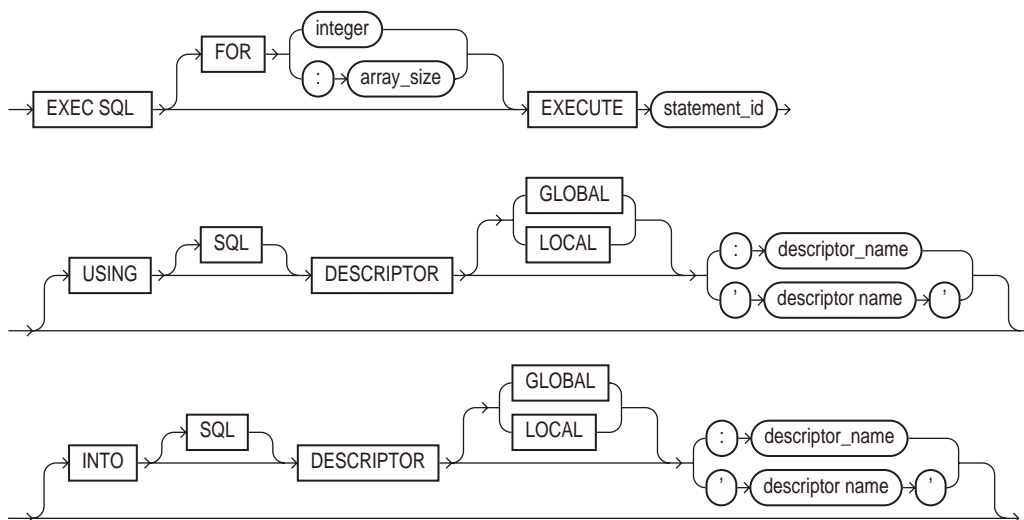 integer
FOR
: array_size
EXEC SQL EXECUTE statement_id
GLOBAL
SQL LOCAL : descriptor_name
USING DESCRIPTOR ' descriptor name '
GLOBAL
SQL LOCAL : descriptor_name
INTO DESCRIPTOR ' descriptor name '